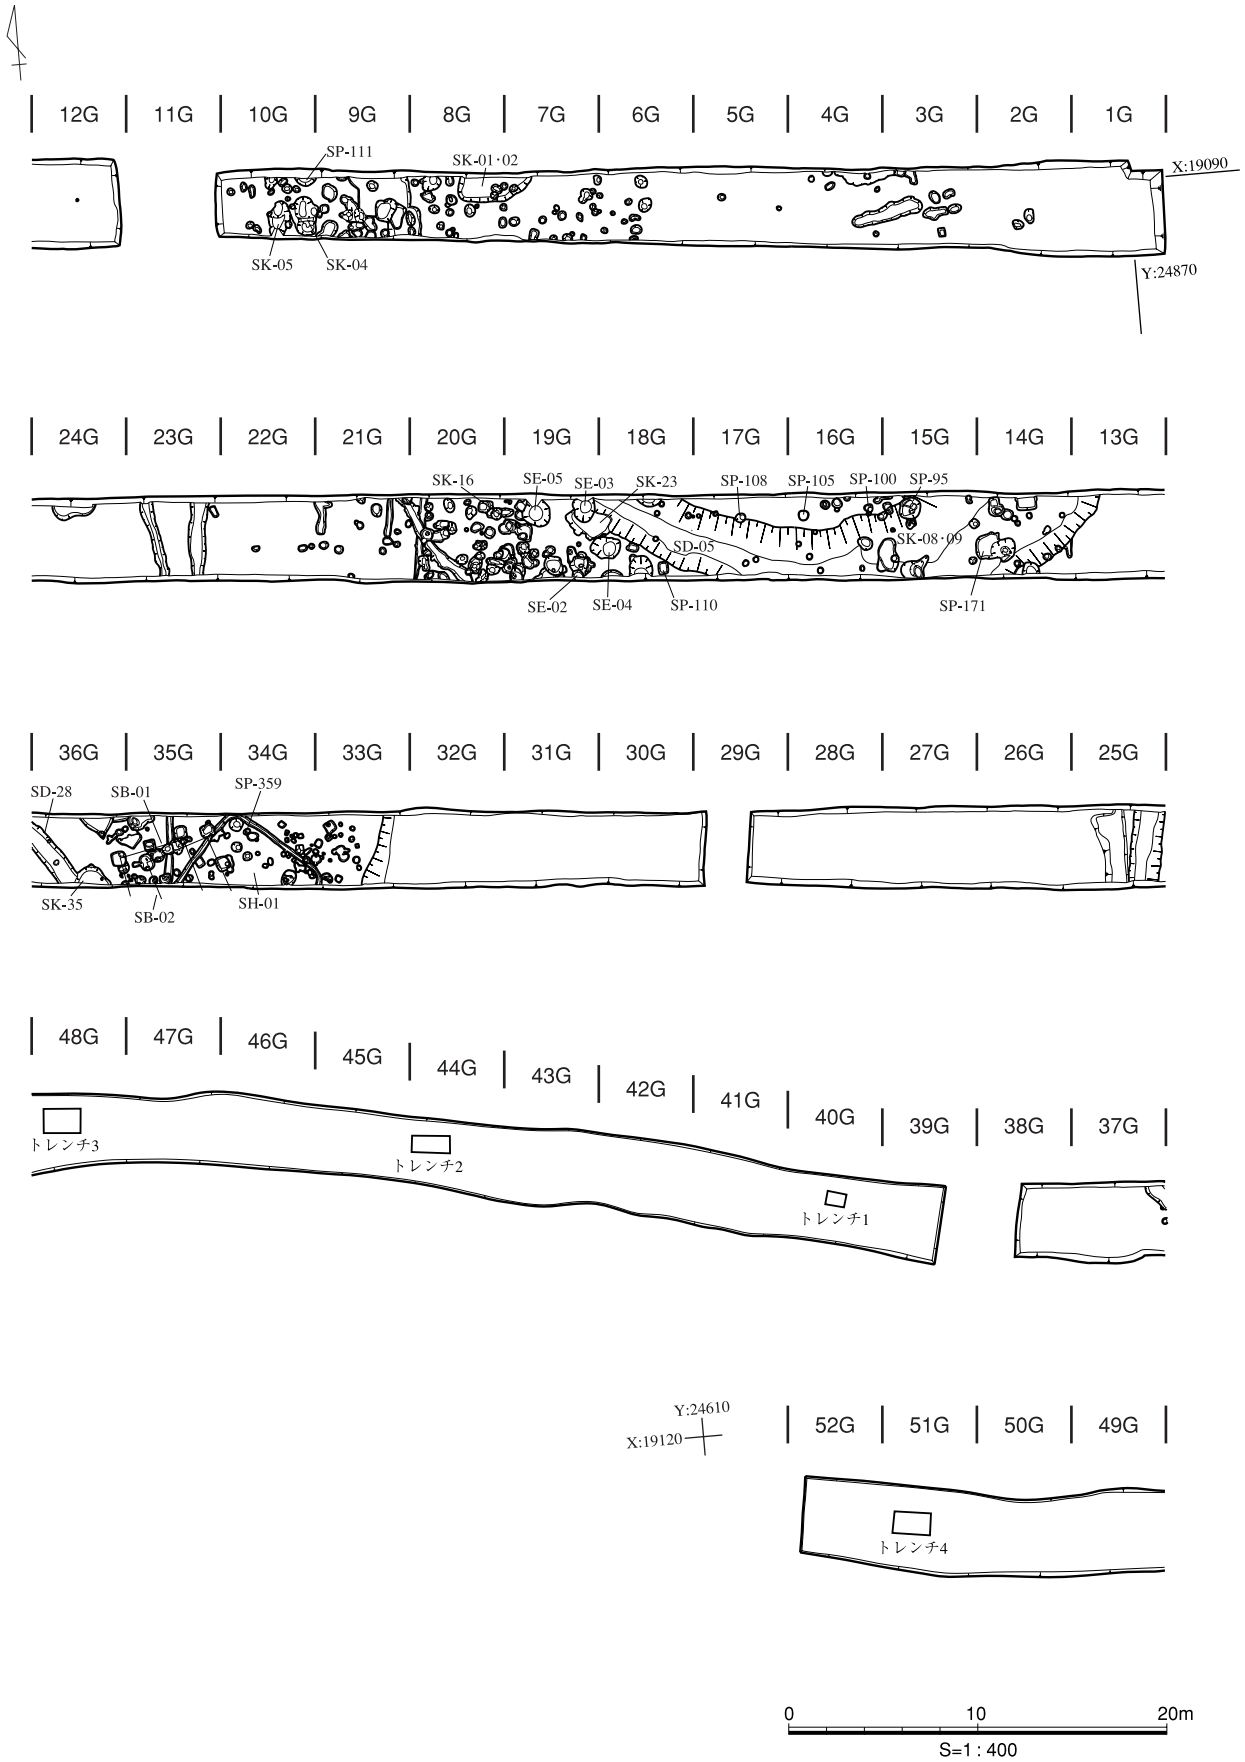 12G 11G 10G 9G 8G 7G 6G 5G 4G 3G 2G 1G
SP-111
SK-01･02
X:19090
SK-05 SK-04
Y:24870
24G 23G 22G 21G 20G 19G 18G 17G 16G 15G 14G 13G
SK-16 SE-05 SE-03 SK-23 SP-108 SP-105 SP-100 SP-95
SD-05 SK-08･09
SE-02 SE-04 SP-110 SP-171
36G 35G 34G 33G 32G 31G 30G 29G 28G 27G 26G 25G
SD-28 SB-01 SP-359
SK-35 SB-02 SH-01
48G 47G 46G 45G 44G 43G 42G 41G 40G 39G 38G 37G
トレンチ3
トレンチ2
トレンチ1
Y:24610
X:19120
52G 51G 50G 49G
トレンチ4
0 10 20m
S=1 : 400